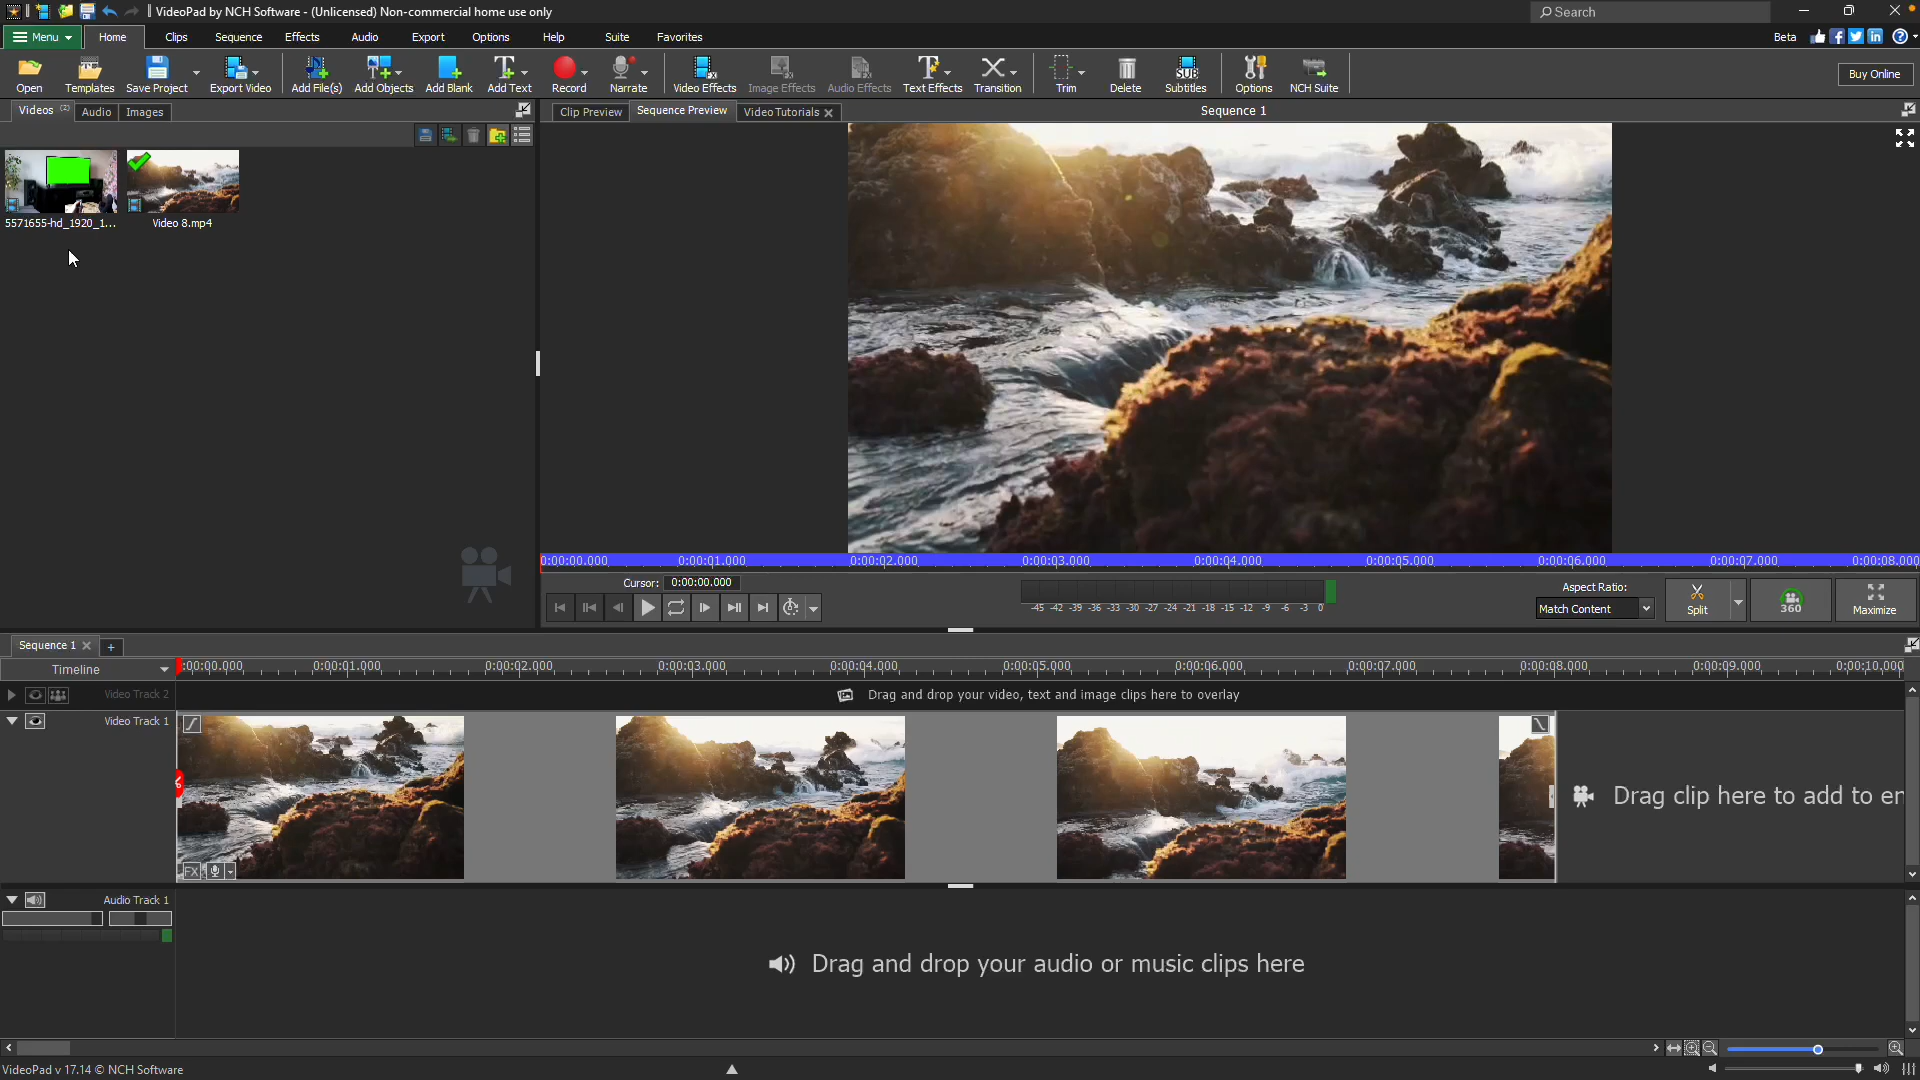 VideoPad by NCH Software - (Unlicensed) Non-commercial home use only
Search
Menu Home Clips Sequence Effects Audio Export Options Help Suite Favorites Beta
Open Templates Save Project Export Video Add File(s) Add Objects Add Blank Add Text Record Narrate Video Effects Image Effects Audio Effects Text Effects Transition Trim Delete SUB Subtitles Options NCH Suite Buy Online
Videos (2) Audio Images
Clip Preview Sequence Preview Video Tutorials Sequence 1
5571655-hd_1920_1... Video 8.mp4
0:00:00.000 0:00:01.000 0:00:02.000 0:00:03.000 0:00:04.000 0:00:05.000 0:00:06.000 0:00:07.000 0:00:08.000
Cursor: 0:00:00.000
-45 -42 -39 -36 -33 -30 -27 -24 -21 -18 -15 -12 -9 -6 -3 0
Aspect Ratio:
Match Content
Split 360 Maximize
Sequence 1
Timeline
:00:00.000 0:00:01.000 0:00:02.000 0:00:03.000 0:00:04.000 0:00:05.000 0:00:06.000 0:00:07.000 0:00:08.000 0:00:09.000 0:00:10.000
Video Track 2 Drag and drop your video, text and image clips here to overlay
Video Track 1
Drag clip here to add to en
FX
Audio Track 1
Drag and drop your audio or music clips here
VideoPad v 17.14 © NCH Software